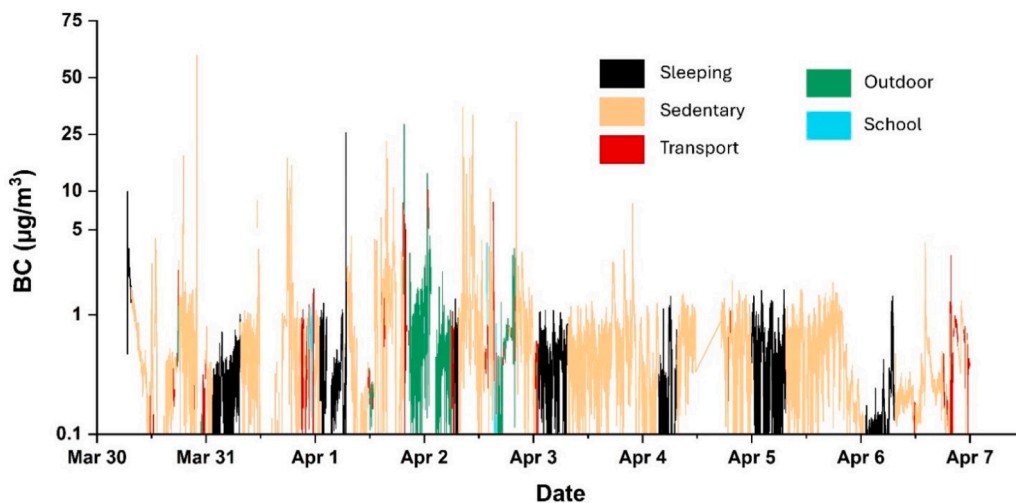 75
50
25
10
5
1
0.1
BC (µg/m³)
Sleeping
Sedentary
Transport
Outdoor
School
Mar 30 Mar 31 Apr 1 Apr 2 Apr 3 Apr 4 Apr 5 Apr 6 Apr 7
Date